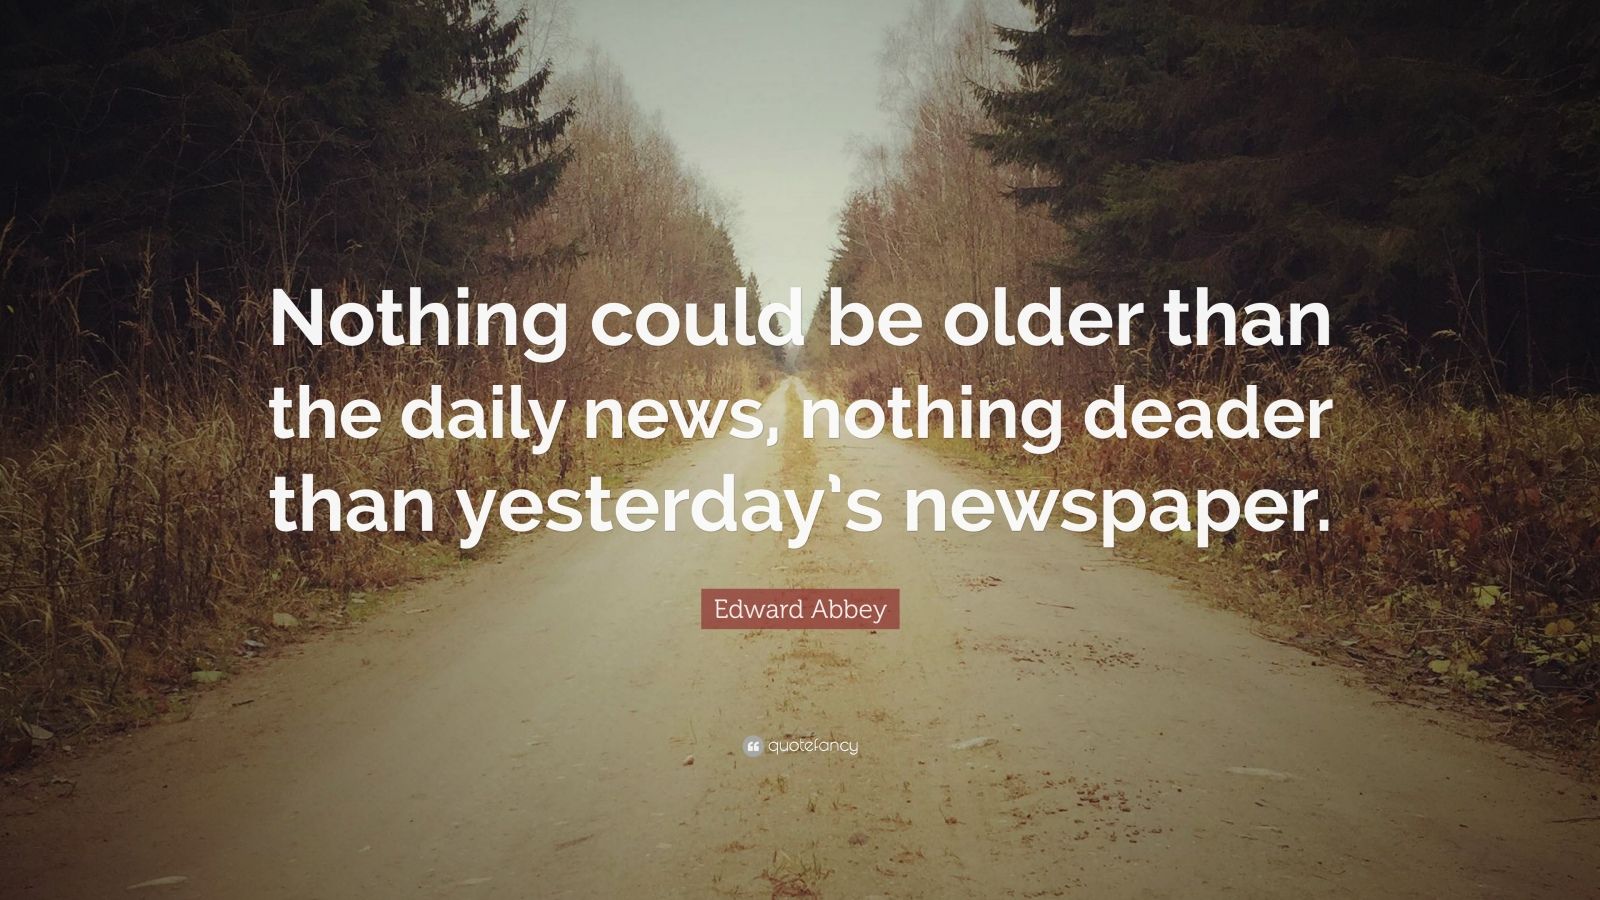 Nothing could be older than
the daily news, nothing deader
than yesterday’s newspaper.
Edward Abbey
quotefancy